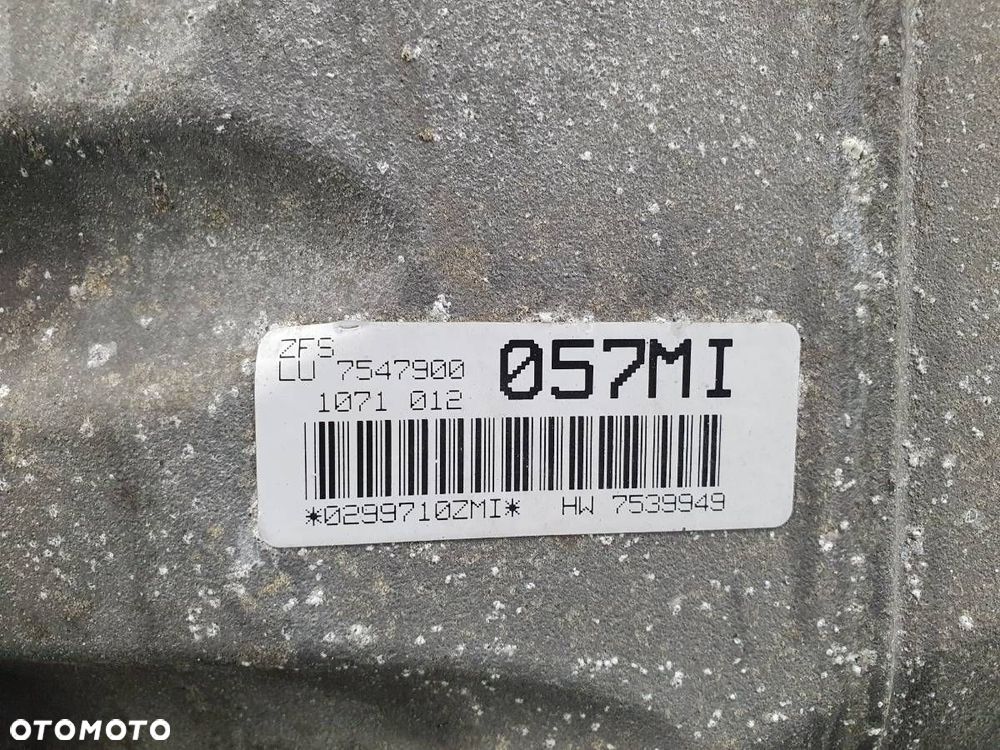 ZFS
LU 7547900
057MI
1071 012
*0299710ZMI* HW 7539949
OTOMOTO